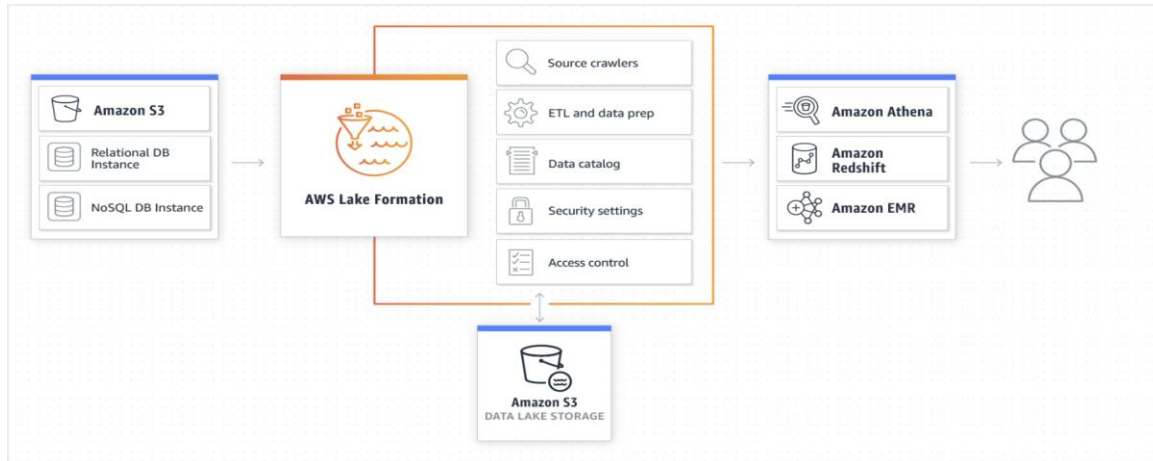 Amazon S3
Relational DB
Instance
NoSQL DB Instance
AWS Lake Formation
Source crawlers
ETL and data prep
Data catalog
Security settings
Access control
Amazon S3
DATA LAKE STORAGE
Amazon Athena
Amazon
Redshift
Amazon EMR